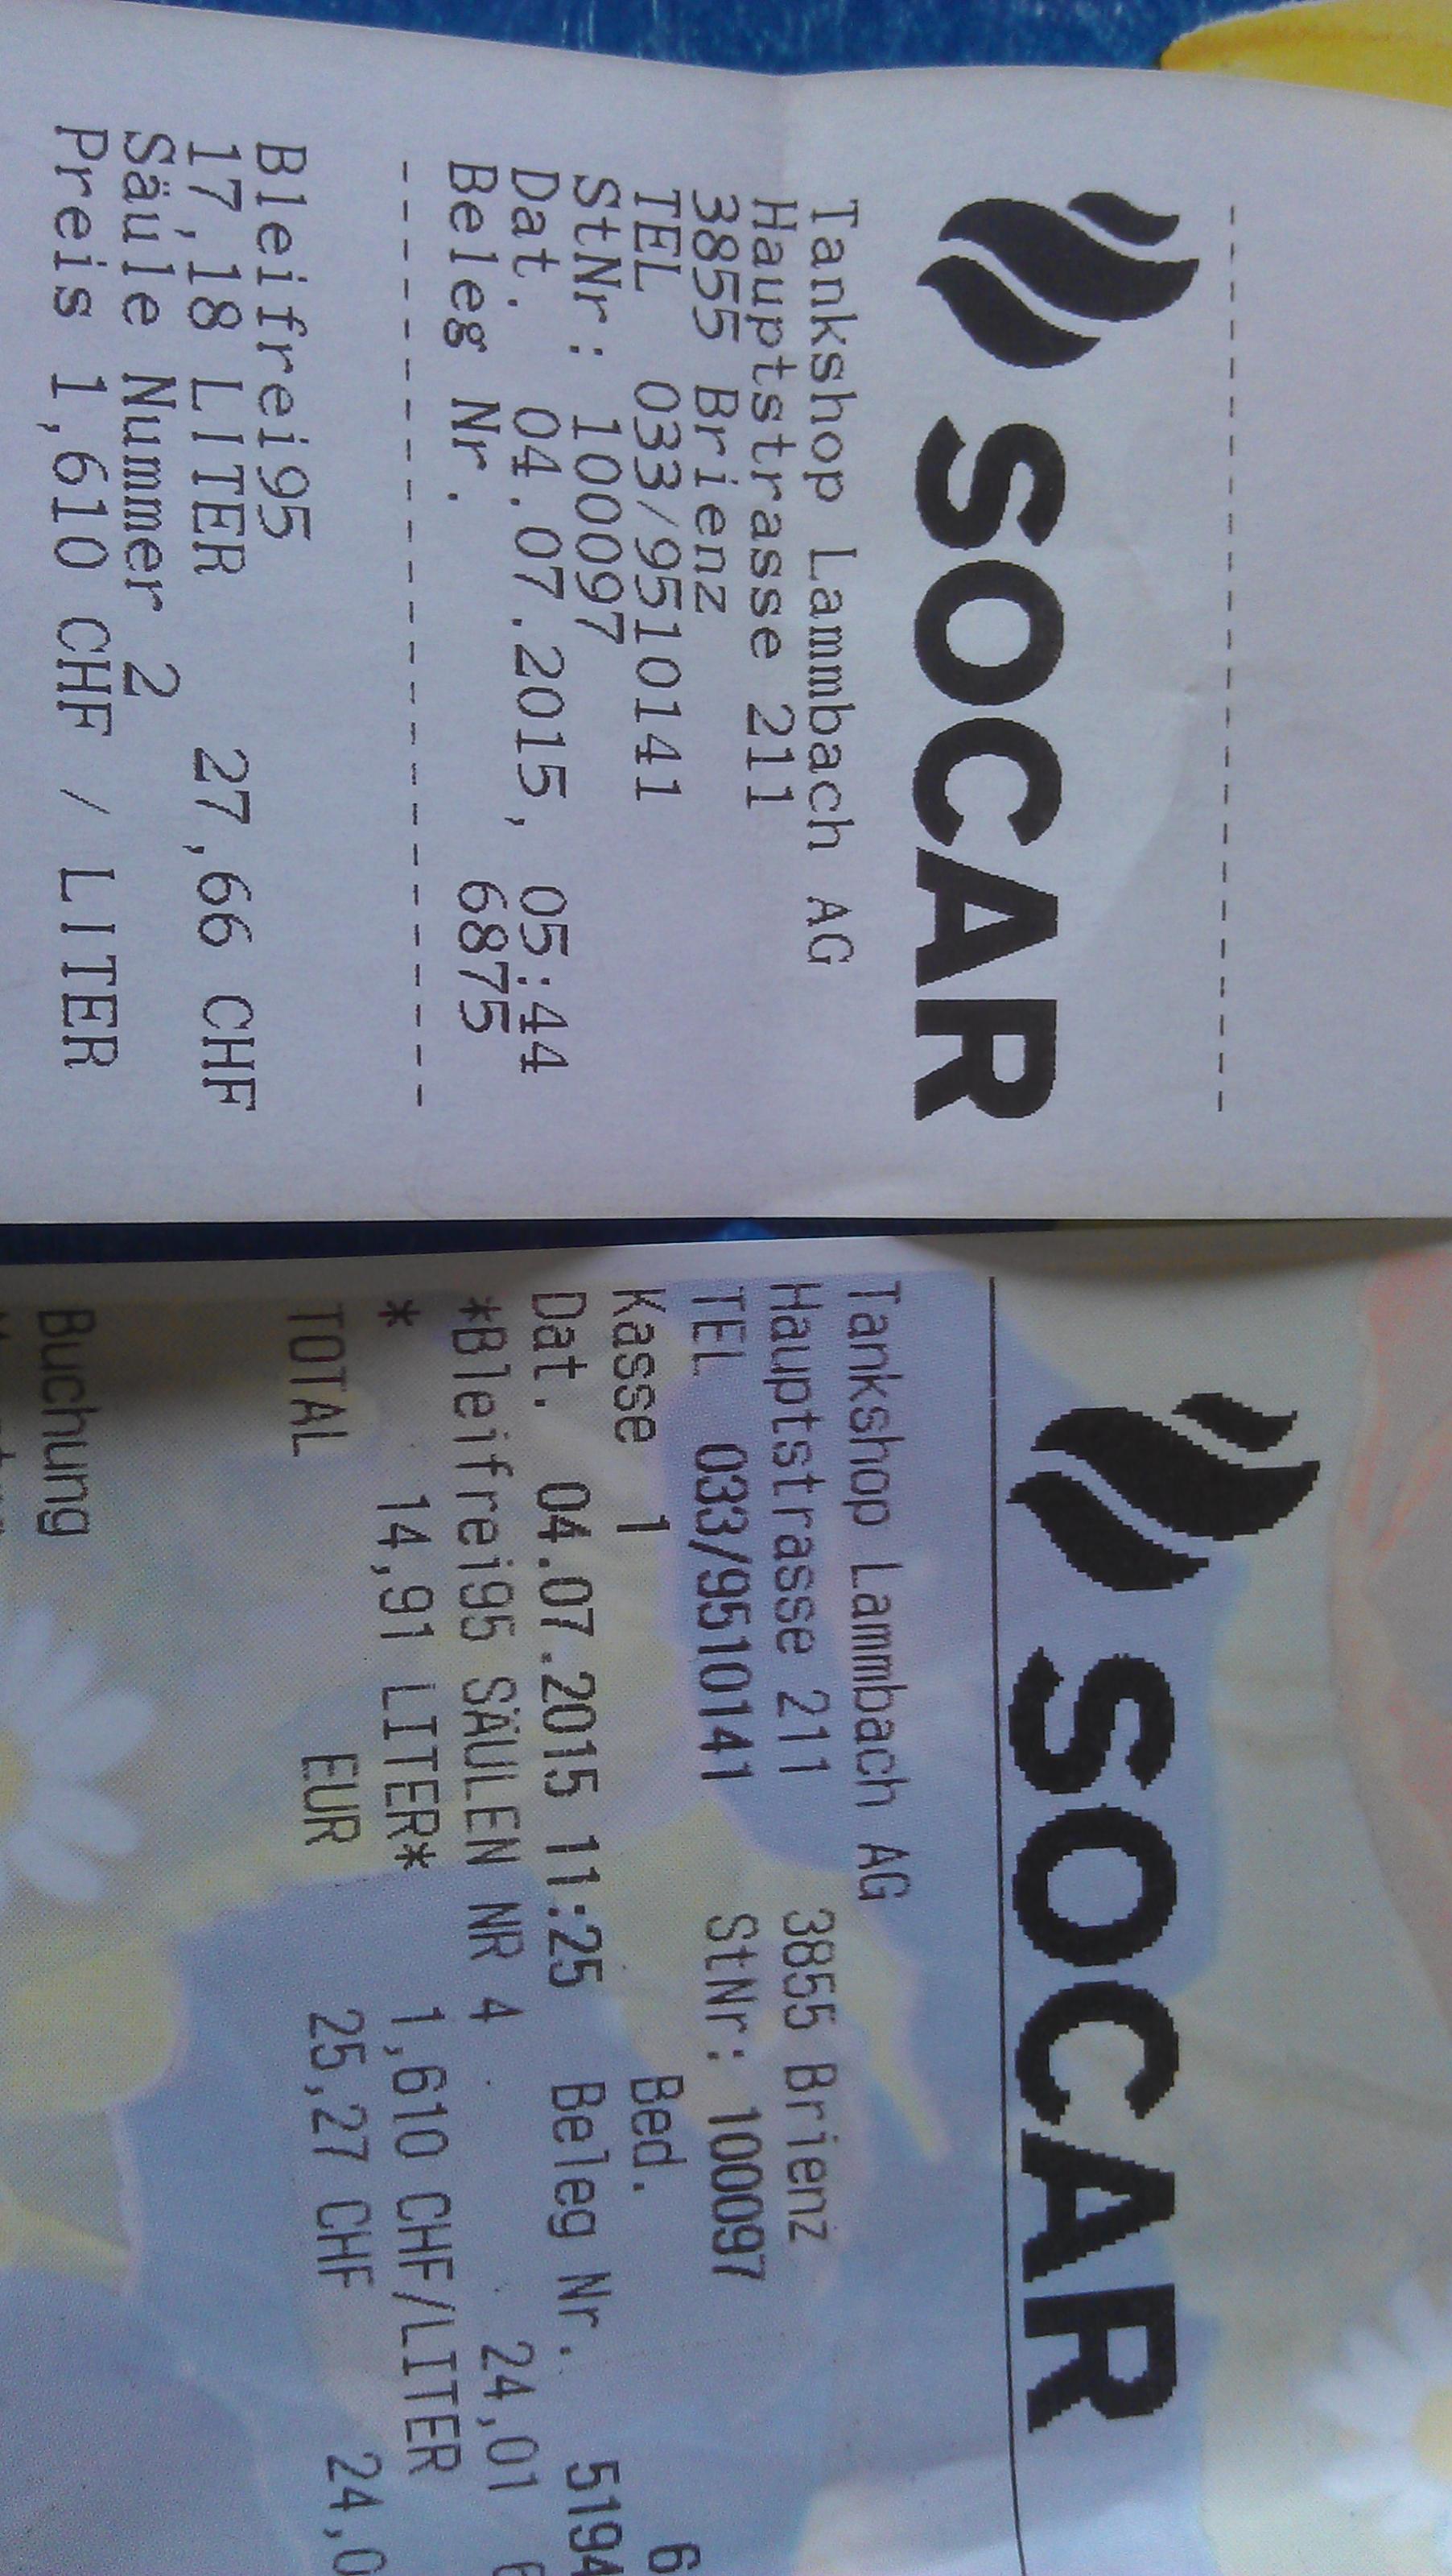 SOCAR
Tankshop Lammbach AG
Hauptstrasse 211
3855 Brienz
TEL 033/9510141
StNr: 100097
Dat. 04.07.2015, 05:44
Beleg Nr. 6875
Bleifrei95
17,18 LITER 27,66 CHF
Säule Nummer 2
Preis 1,610 CHF / LITER
SOCAR
Tankshop Lammbach AG
Hauptstrasse 211 3855 Brienz
TEL 033/9510141 StNr: 100097
Kasse 1 Bed. 6
Dat. 04.07.2015 11:25 Beleg Nr. 5194
*Bleifrei95 SÄULEN NR 4 24,01
* 14,91 LITER* 1,610 CHF/LITER
TOTAL EUR 25,27 CHF 24,0
Buchung